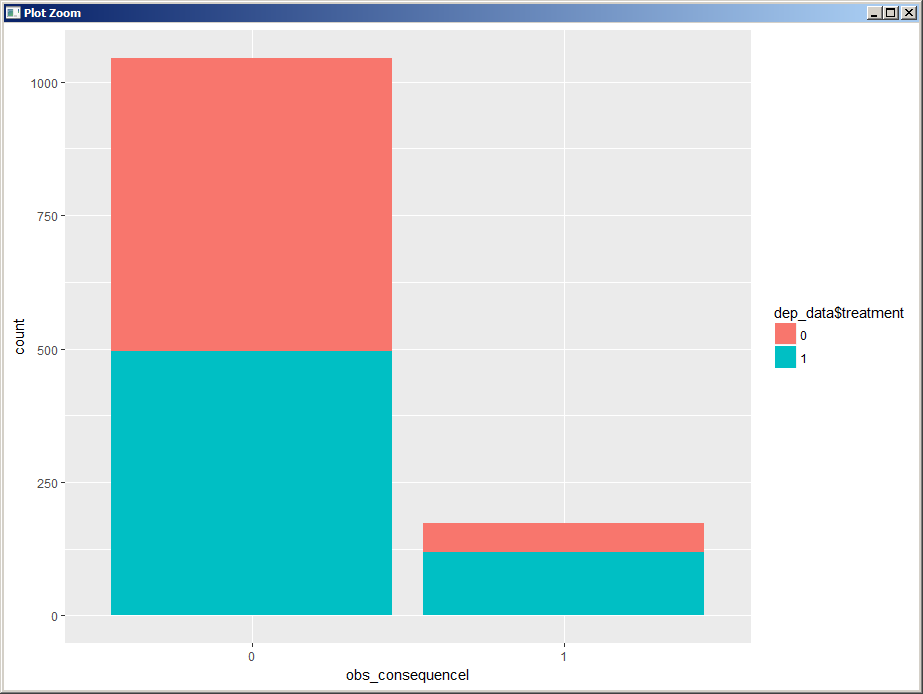 Plot Zoom
1000
750
500
250
0
count
0
1
obs_consequencel
dep_data$treatment
0
1